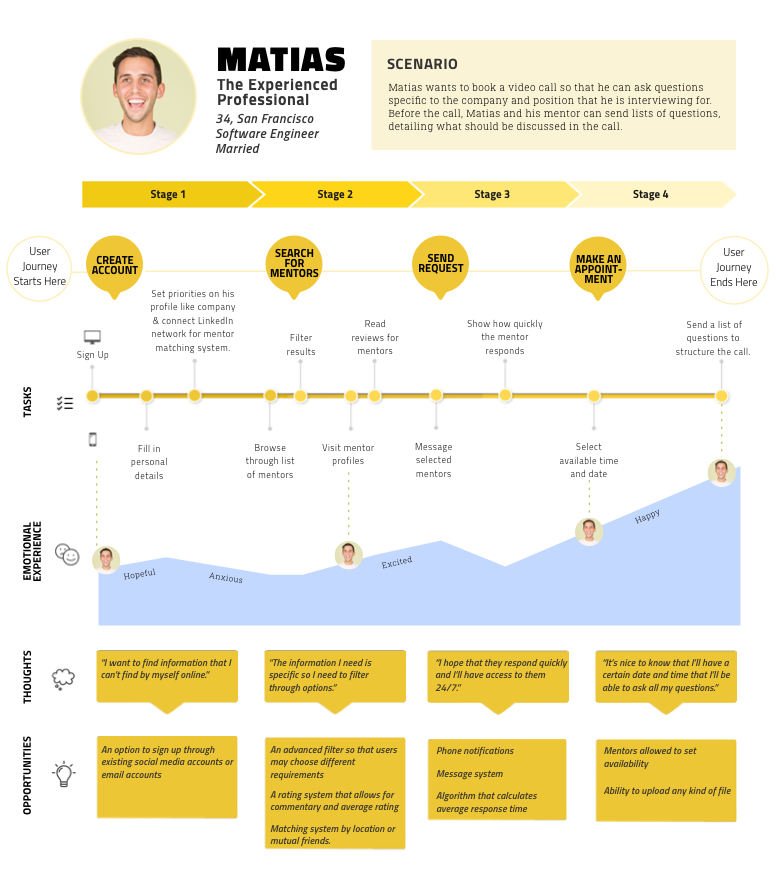 MATIAS
The Experienced
Professional
34, San Francisco
Software Engineer
Married
SCENARIO
Matias wants to book a video call so that he can ask questions
specific to the company and position that he is interviewing for.
Before the call, Matias and his mentor can send lists of questions,
detailing what should be discussed in the call.
Stage 1
Stage 2
Stage 3
Stage 4
User
Journey
Starts Here
CREATE
ACCOUNT
SEARCH
FOR
MENTORS
SEND
REQUEST
MAKE AN
APPOINT-
MENT
User
Journey
Ends Here
Sign Up
Set priorities on his
profile like company
& connect LinkedIn
network for mentor
matching system.
Filter
results
Read
reviews for
mentors
Show how quickly
the mentor
responds
Send a list of
questions to
structure the call.
TASKS
Fill in
personal
details
Browse
through list
of mentors
Visit mentor
profiles
Message
selected
mentors
Select
available time
and date
EMOTIONAL
EXPERIENCE
Hopeful
Anxious
Excited
Happy
THOUGHTS
"I want to find information that I
can't find by myself online."
"The information I need is
specific so I need to filter
through options."
"I hope that they respond quickly
and I'll have access to them
24/7."
"It's nice to know that I'll have a
certain date and time that I'll be
able to ask all my questions."
OPPORTUNITIES
An option to sign up through
existing social media accounts or
email accounts
An advanced filter so that users
may choose different
requirements
A rating system that allows for
commentary and average rating
Matching system by location or
mutual friends.
Phone notifications
Message system
Algorithm that calculates
average response time
Mentors allowed to set
availability
Ability to upload any kind of file